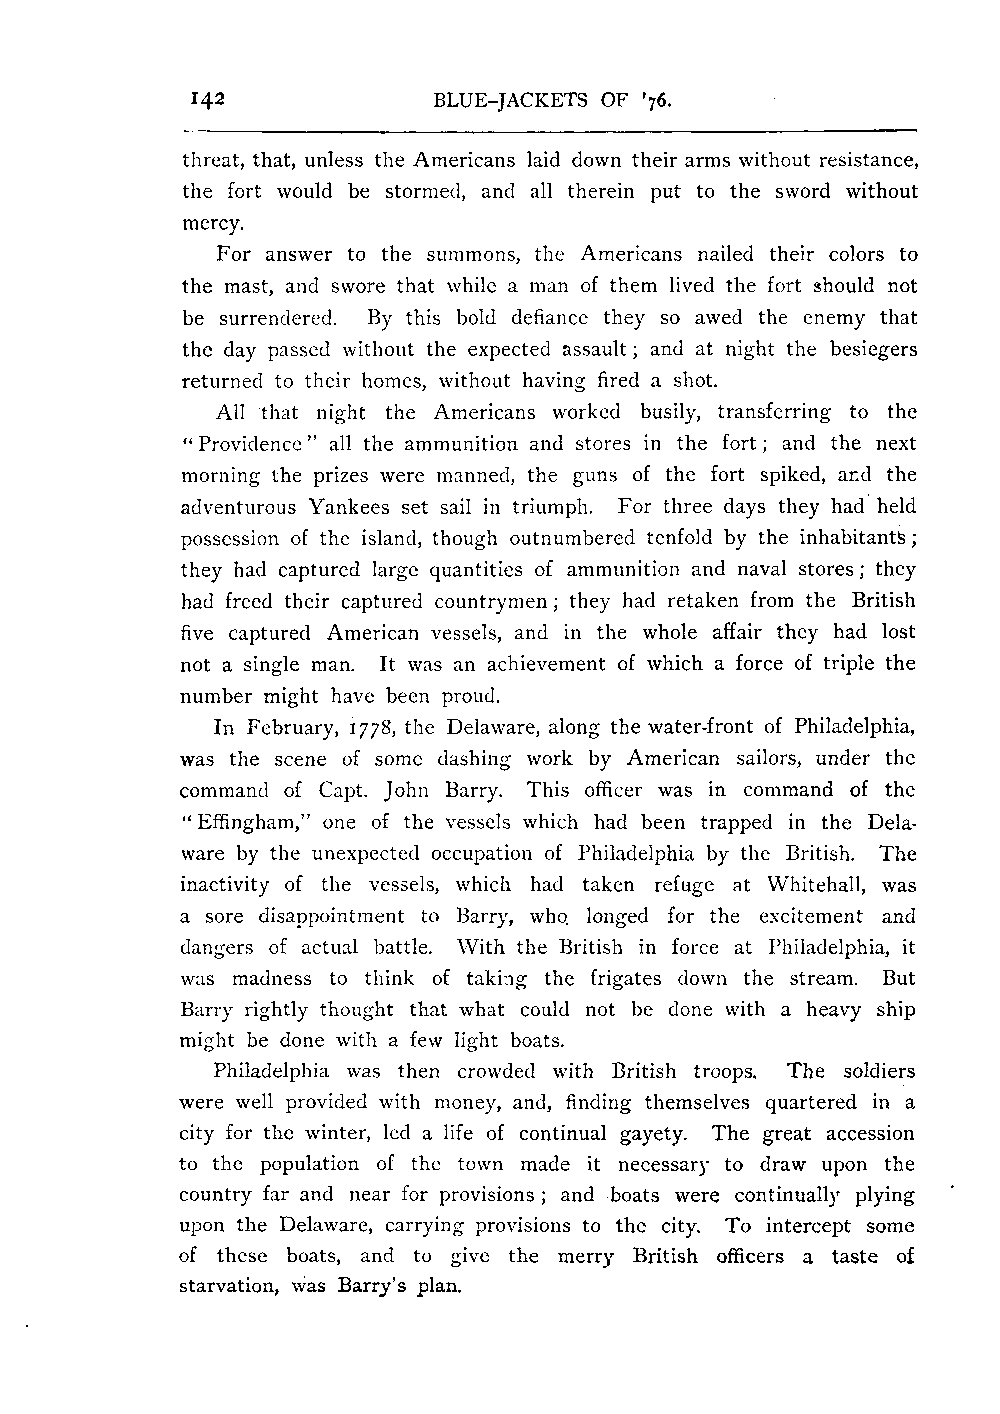 142 BLUE-JACKETS OF '76.
threat, that, unless the Americans laid down their arms without resistance,
the fort would be stormed, and all therein put to the sword without
mercy.
For answer to the summons, the Americans nailed their colors to
the mast, and swore that while a man of them lived the fort should not
be surrendered. By this bold defiance they so awed the enemy that
the day passed without the expected assault; and at night the besiegers
returned to their homes, without having fired a shot.
All that night the Americans worked busily, transferring to the
"Providence" all the ammunition and stores in the fort; and the next
morning the prizes were manned, the guns of the fort spiked, and the
adventurous Yankees set sail in triumph. For three days they had held
possession of the island, though outnumbered tenfold by the inhabitants;
they had captured large quantities of ammunition and naval stores; they
had freed their captured countrymen; they had retaken from the British
five captured American vessels, and in the whole affair they had lost
not a single man. It was an achievement of which a force of triple the
number might have been proud.
In February, 1778, the Delaware, along the water-front of Philadelphia,
was the scene of some dashing work by American sailors, under the
command of Capt. John Barry. This officer was in command of the
"Effingham," one of the vessels which had been trapped in the Dela-
ware by the unexpected occupation of Philadelphia by the British. The
inactivity of the vessels, which had taken refuge at Whitehall, was
a sore disappointment to Barry, who longed for the excitement and
dangers of actual battle. With the British in force at Philadelphia, it
was madness to think of taking the frigates down the stream. But
Barry rightly thought that what could not be done with a heavy ship
might be done with a few light boats.
Philadelphia was then crowded with British troops. The soldiers
were well provided with money, and, finding themselves quartered in a
city for the winter, led a life of continual gayety. The great accession
to the population of the town made it necessary to draw upon the
country far and near for provisions; and boats were continually plying
upon the Delaware, carrying provisions to the city. To intercept some
of these boats, and to give the merry British officers a taste of
starvation, was Barry's plan.